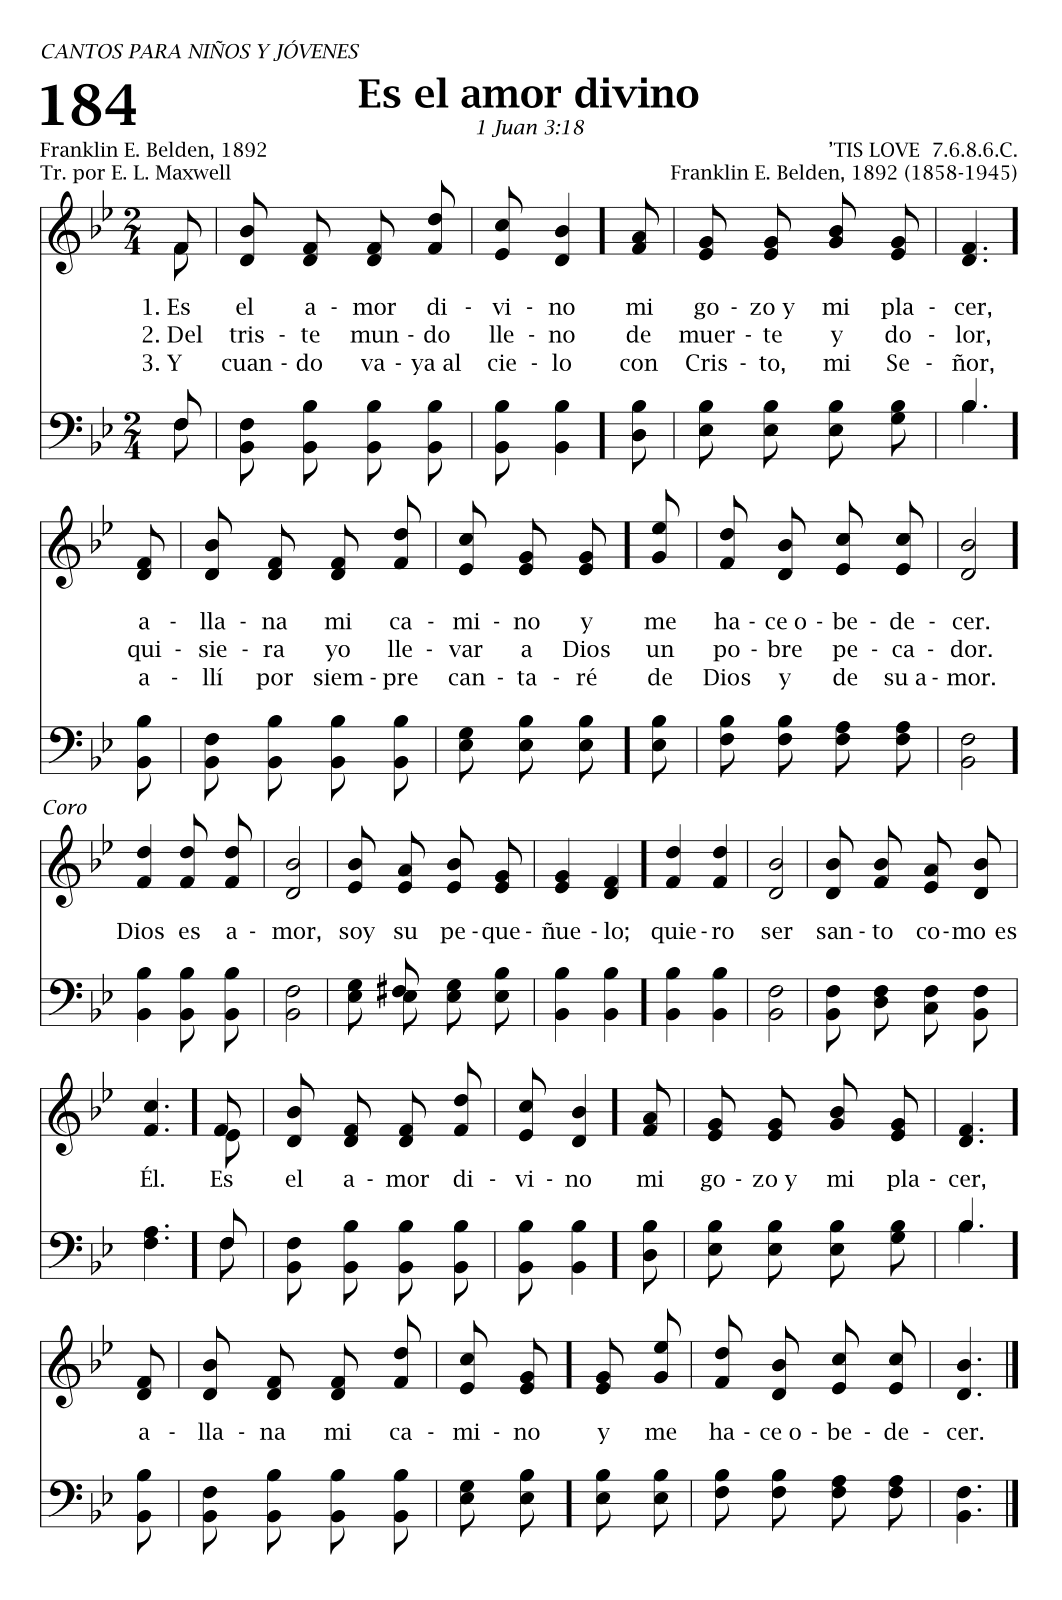 CANTOS PARA NIÑOS Y JÓVENES
184
Es el amor divino
1 Juan 3:18
Franklin E. Belden, 1892
’TIS LOVE 7.6.8.6.C.
Tr. por E. L. Maxwell
Franklin E. Belden, 1892 (1858-1945)
2 4
1. Es el a - mor di - vi - no mi go - zo y mi pla - cer,
2. Del tris - te mun - do lle - no de muer - te y do - lor,
3. Y cuan - do va - ya al cie - lo con Cris - to, mi Se - ñor,
2 4
a - lla - na mi ca - mi - no y me ha - ce o - be - de - cer.
qui - sie - ra yo lle - var a Dios un po - bre pe - ca - dor.
a - llí por siem - pre can - ta - ré de Dios y de su a - mor.
Coro
Dios es a - mor, soy su pe - que - ñue - lo; quie - ro ser san - to co - mo es
Él. Es el a - mor di - vi - no mi go - zo y mi pla - cer,
a - lla - na mi ca - mi - no y me ha - ce o - be - de - cer.